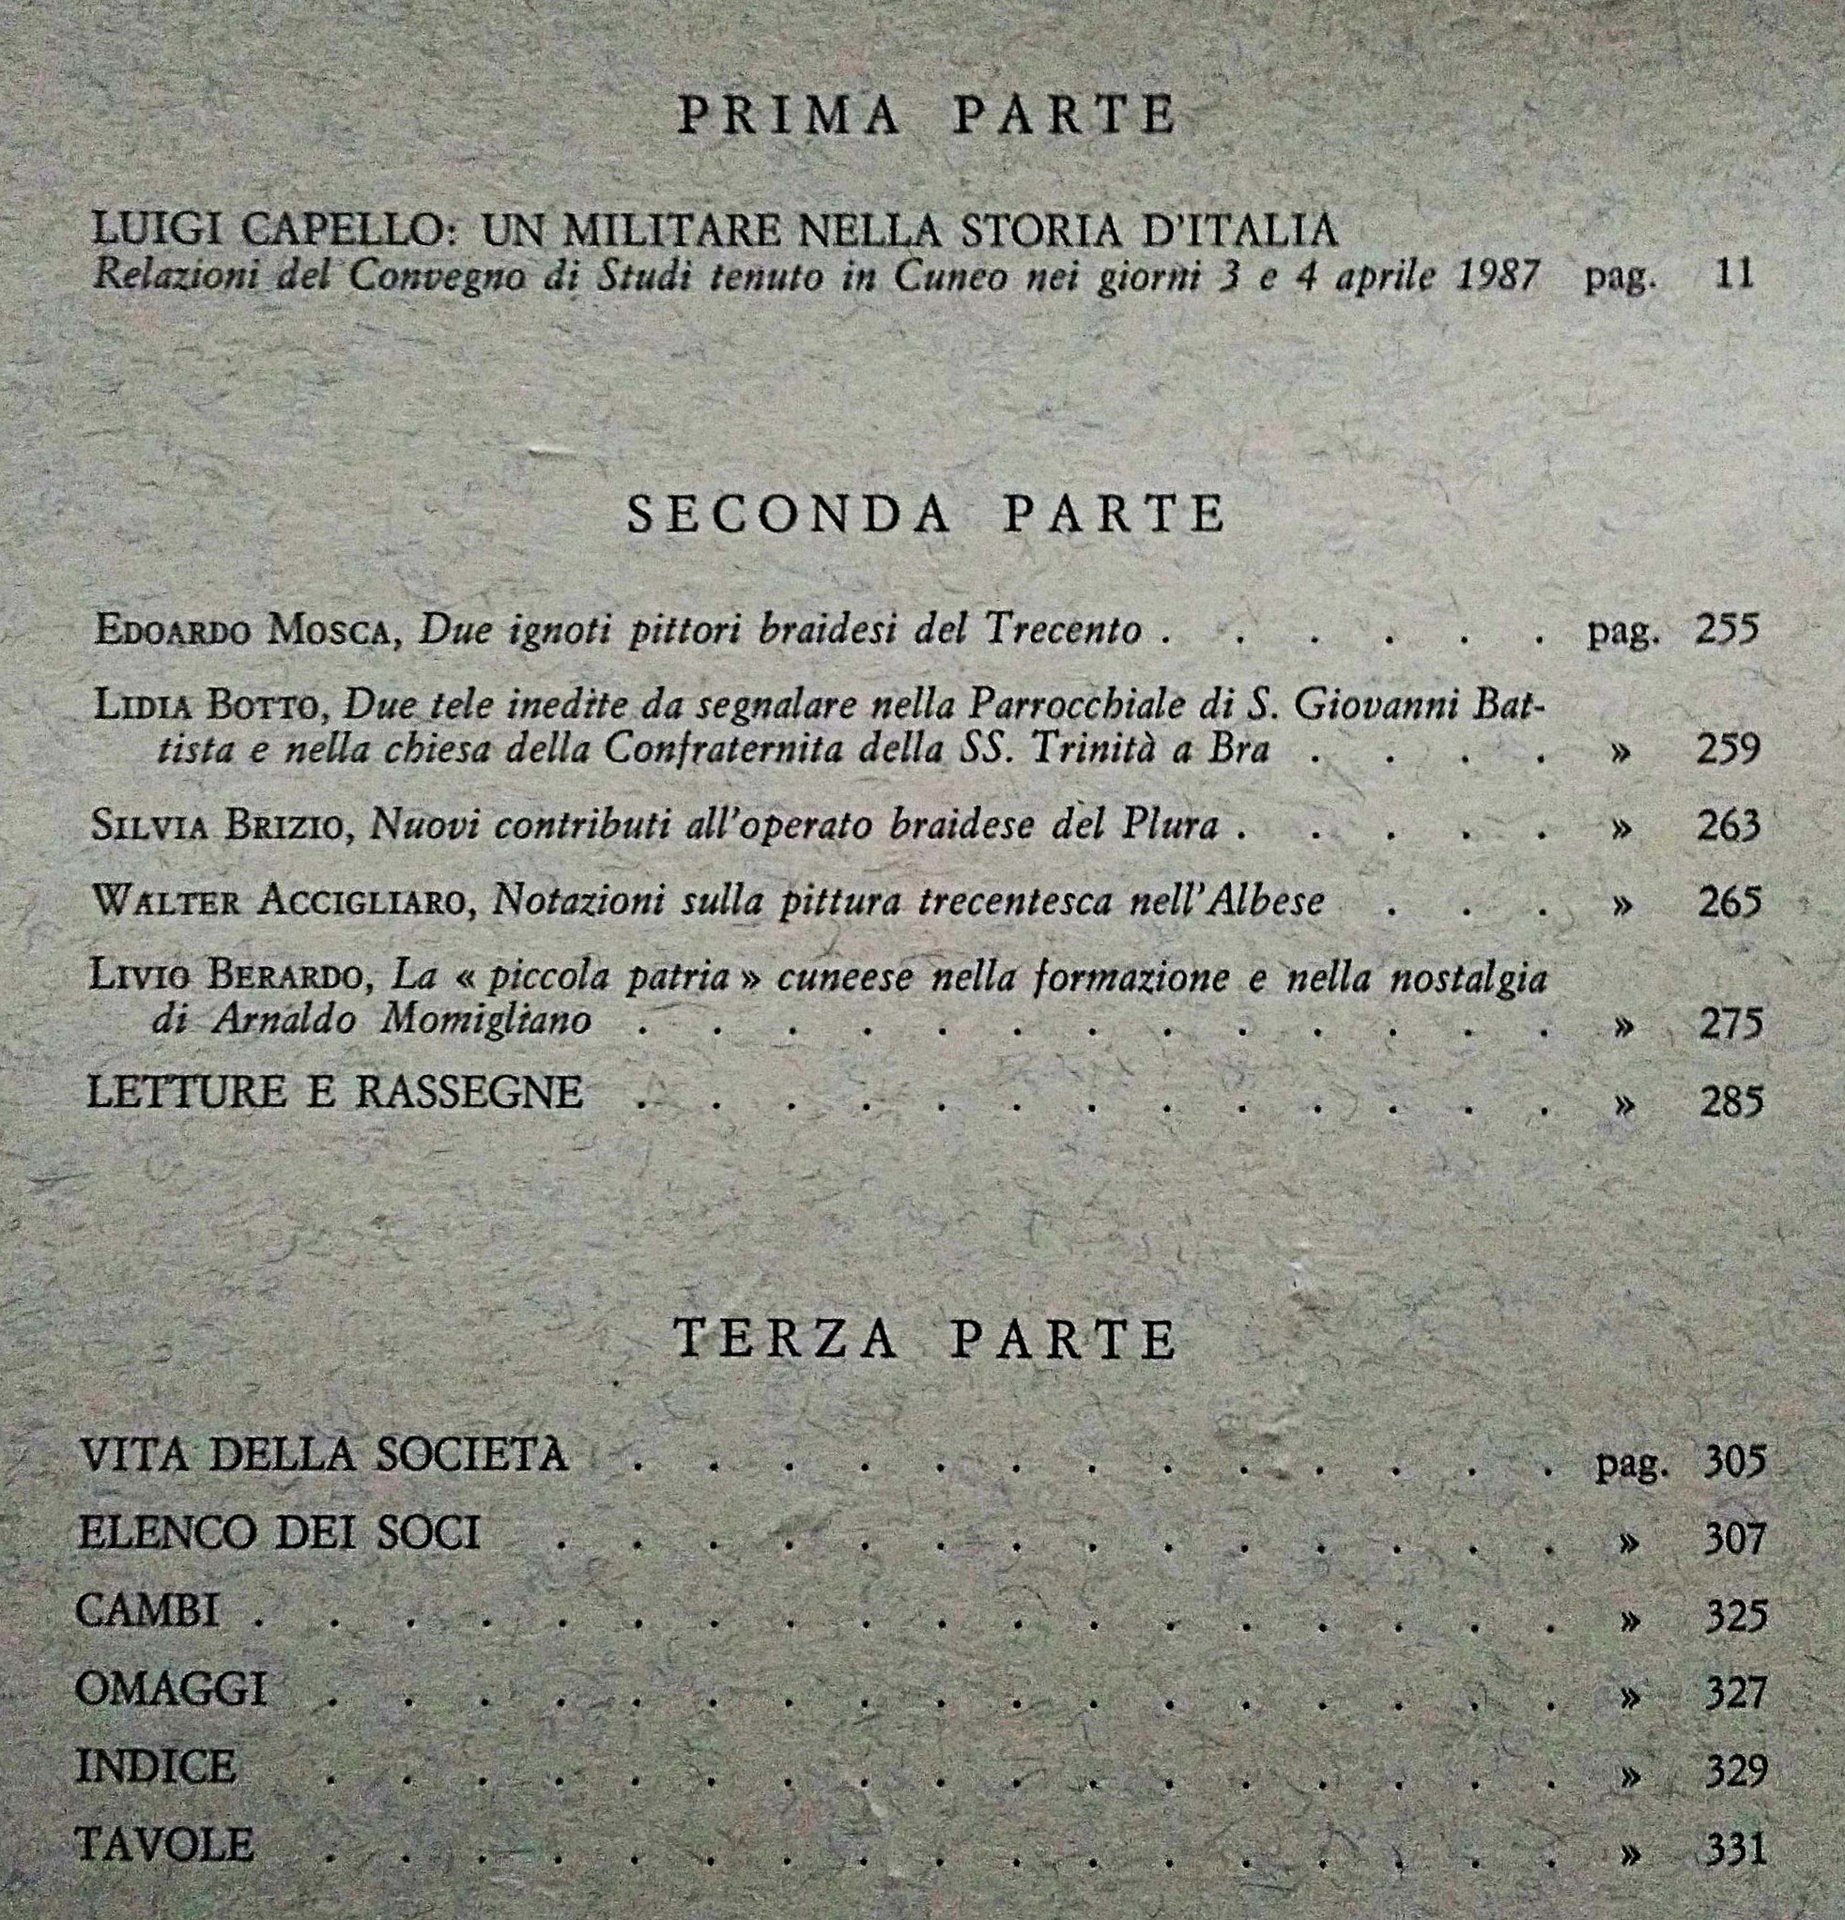 PRIMA PARTE
LUIGI CAPELLO: UN MILITARE NELLA STORIA D'ITALIA
Relazioni del Convegno di Studi tenuto in Cuneo nei giorni 3 e 4 aprile 1987 pag. 11
SECONDA PARTE
EDOARDO MOSCA, Due ignoti pittori braidesi del Trecento . . . . . . pag. 255
LIDIA BOTTO, Due tele inedite da segnalare nella Parrocchiale di S. Giovanni Bat-
tista e nella chiesa della Confraternita della SS. Trinità a Bra . . . . » 259
SILVIA BRIZIO, Nuovi contributi all'operato braidese del Plura . . . . . » 263
WALTER ACCIGLIARO, Notazioni sulla pittura trecentesca nell'Albese . . . » 265
LIVIO BERARDO, La « piccola patria » cuneese nella formazione e nella nostalgia
di Arnaldo Momigliano . . . . . . . . . . . . . » 275
LETTURE E RASSEGNE . . . . . . . . . . . . . » 285
TERZA PARTE
VITA DELLA SOCIETÀ . . . . . . . . . . . . . pag. 305
ELENCO DEI SOCI . . . . . . . . . . . . . . » 307
CAMBI . . . . . . . . . . . . . . . . . . » 325
OMAGGI . . . . . . . . . . . . . . . . . » 327
INDICE . . . . . . . . . . . . . . . . . » 329
TAVOLE . . . . . . . . . . . . . . . . . » 331